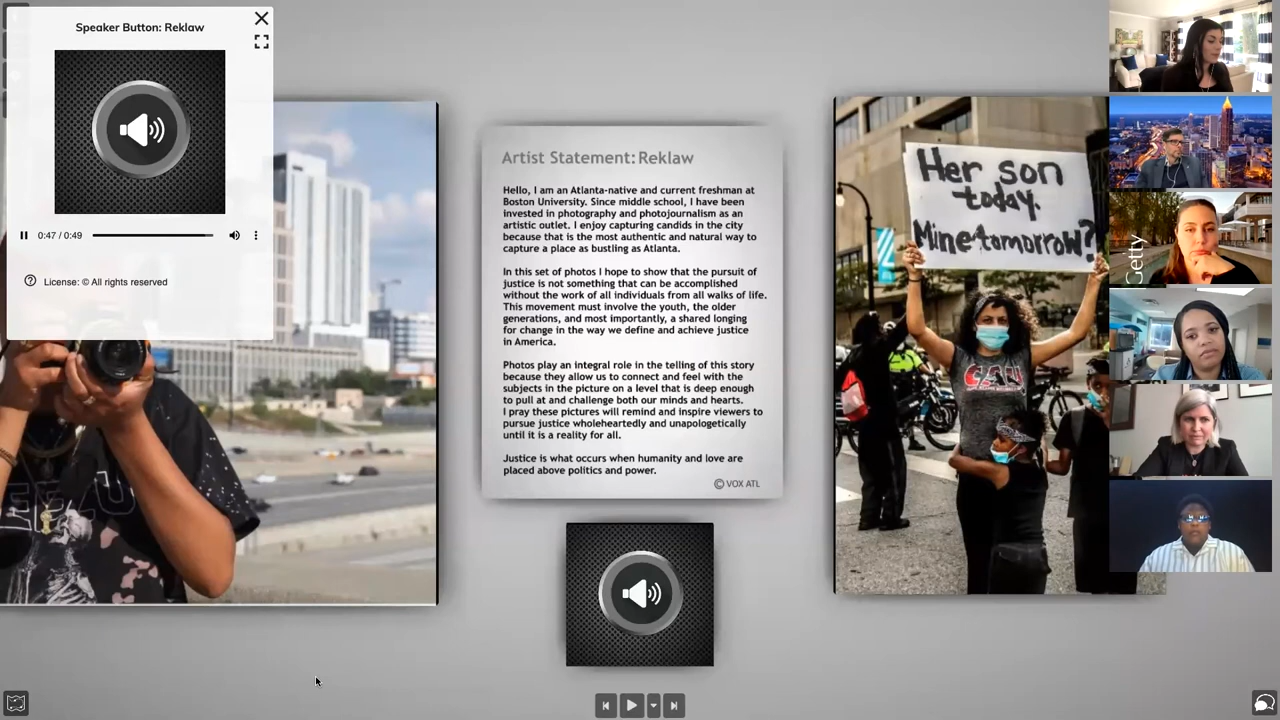 Speaker Button: Reklaw
0:47 / 0:49
License: © All rights reserved
Artist Statement: Reklaw
Hello, I am an Atlanta-native and current freshman at
Boston University. Since middle school, I have been
invested in photography and photojournalism as an
artistic outlet. I enjoy capturing candids in the city
because that is the most authentic and natural way to
capture a place as bustling as Atlanta.
In this set of photos I hope to show that the pursuit of
justice is not something that can be accomplished
without the work of all individuals from all walks of life.
This movement must involve the youth, the older
generations, and most importantly, a shared longing
for change in the way we define and achieve justice
in America.
Photos play an integral role in the telling of this story
because they allow us to connect and feel with the
subjects in the picture on a level that is deep enough
to pull at and challenge both our minds and hearts.
I pray these pictures will remind and inspire viewers to
pursue justice wholeheartedly and unapologetically
until it is a reality for all.
Justice is what occurs when humanity and love are
placed above politics and power.
© VOX ATL
Her son
today.
Mine tomorrow?
CAU
Getty